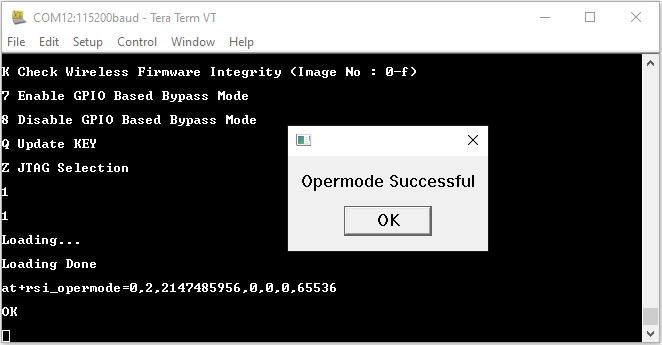 COM12:115200baud - Tera Term VT
File Edit Setup Control Window Help
K Check Wireless Firmware Integrity (Image No : 0-f)
7 Enable GPIO Based Bypass Mode
8 Disable GPIO Based Bypass Mode
Q Update KEY
Z JTAG Selection
1
1
Loading...
Loading Done
at+rsi_opermode=0,2,2147485956,0,0,0,65536
OK
Opermode Successful
OK